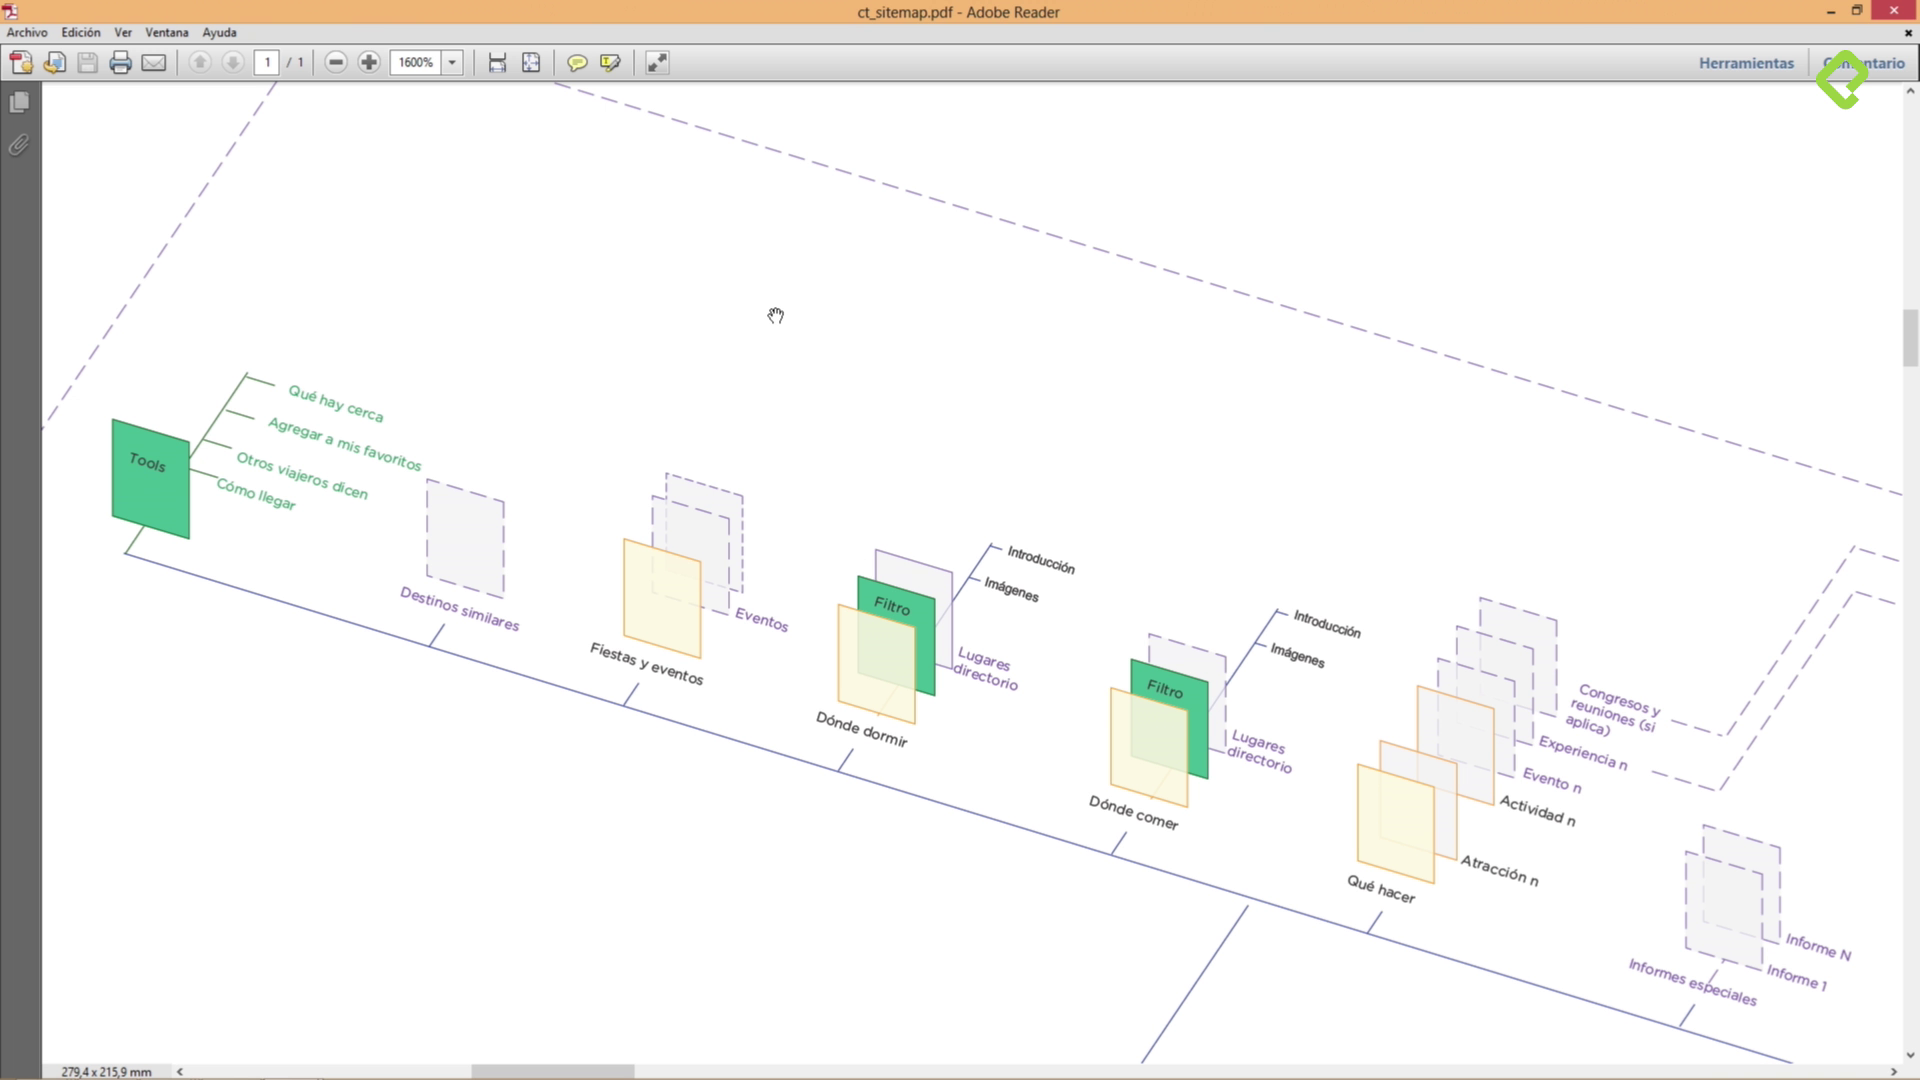 ct_sitemap.pdf - Adobe Reader
Archivo Edición Ver Ventana Ayuda
1 / 1 1600%
Herramientas
Comentario
Tools
Qué hay cerca
Agregar a mis favoritos
Otros viajeros dicen
Cómo llegar
Destinos similares
Eventos
Fiestas y eventos
Filtro
Introducción
Imágenes
Lugares
directorio
Dónde dormir
Filtro
Introducción
Imágenes
Lugares
directorio
Dónde comer
Congresos y
reuniones (si
aplica)
Experiencia n
Evento n
Actividad n
Atracción n
Qué hacer
Informe N
Informe 1
Informes especiales
279,4 x 215,9 mm